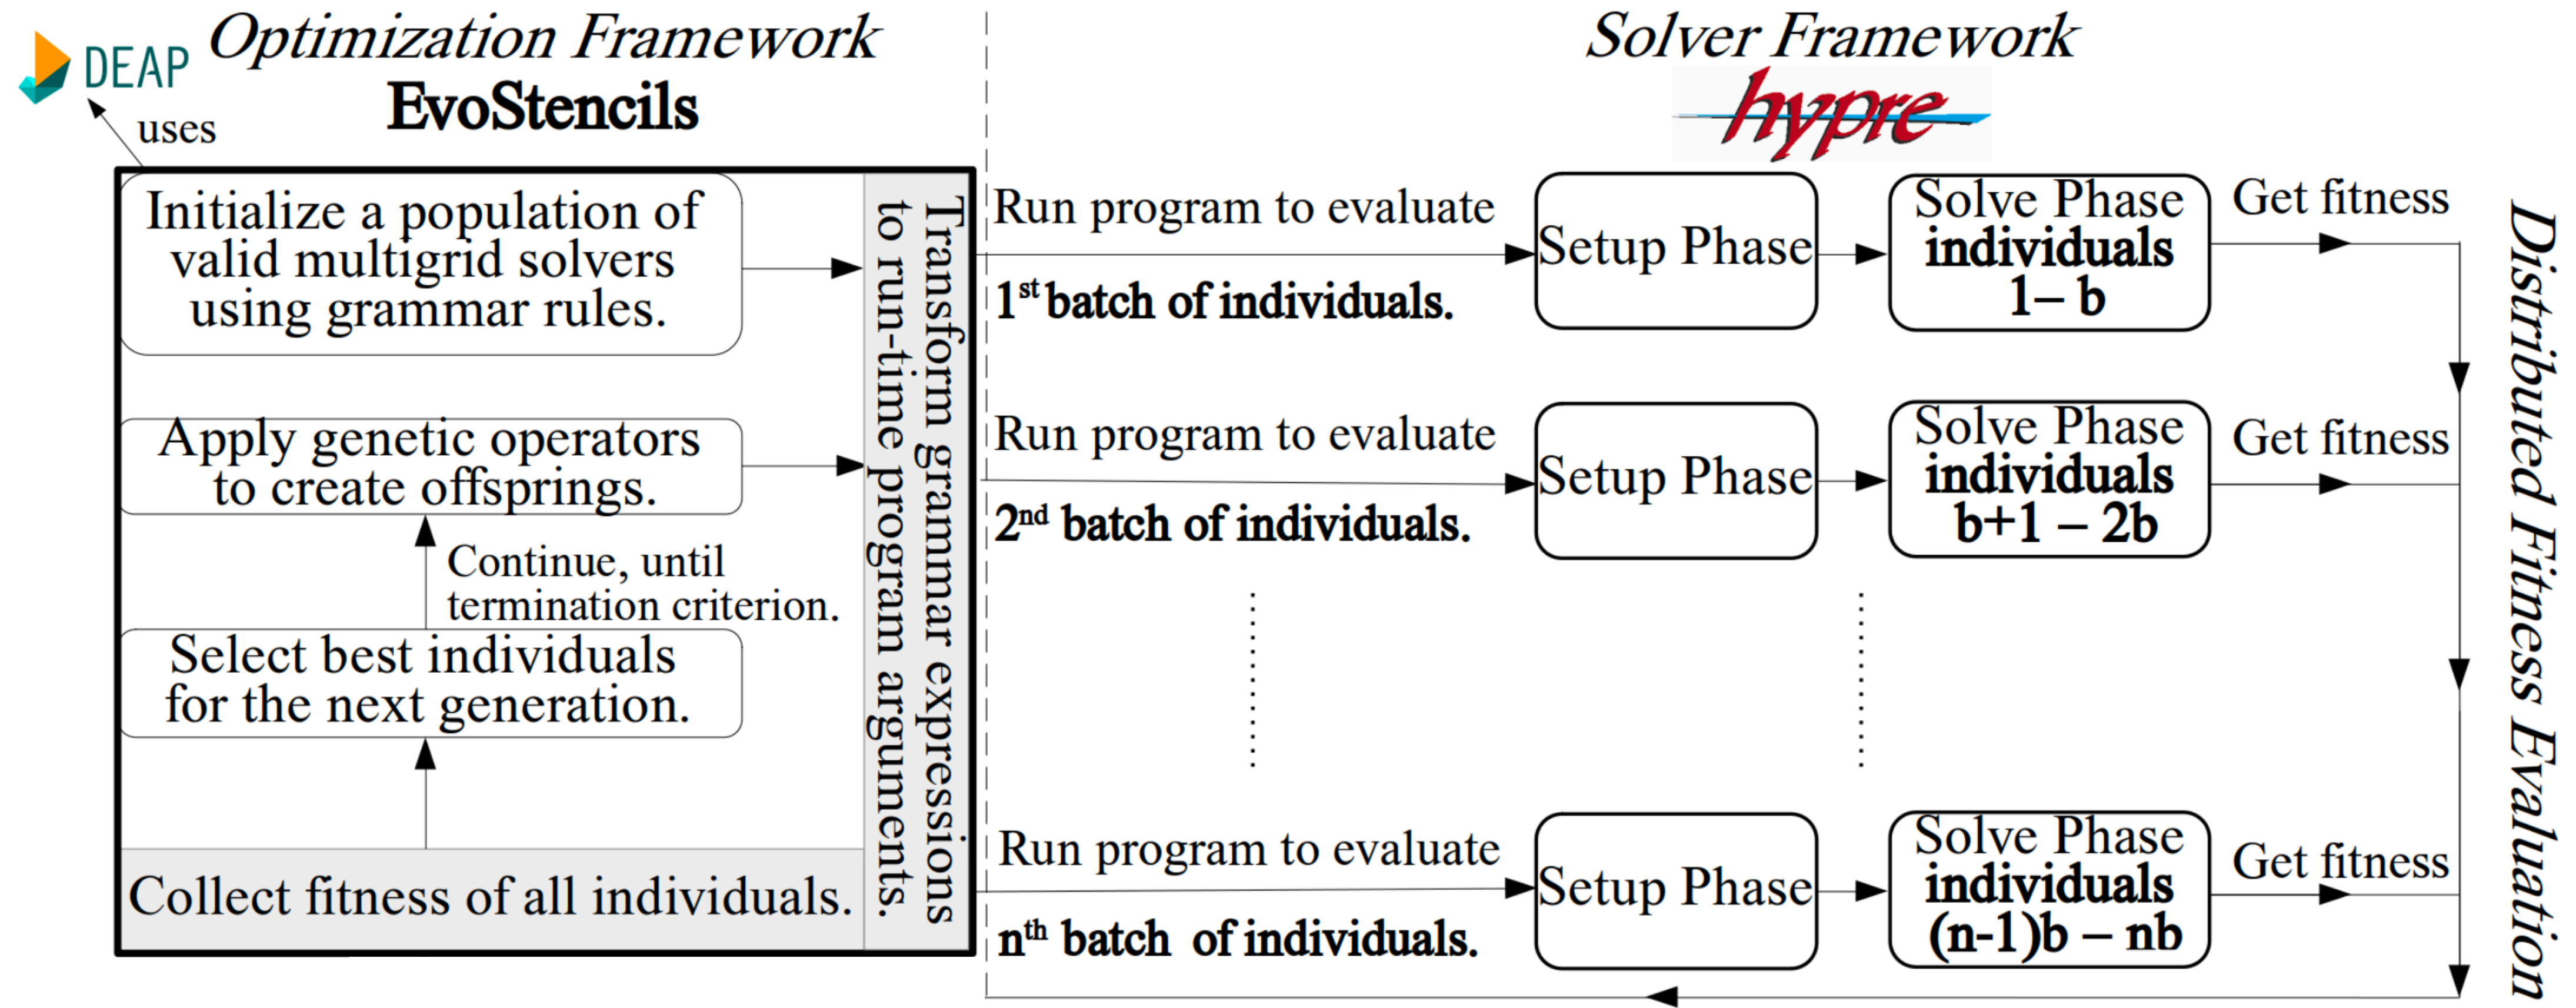 DEAP
Optimization Framework
EvoStencils
uses
Initialize a population of
valid multigrid solvers
using grammar rules.
Apply genetic operators
to create offsprings.
Continue, until
termination criterion.
Select best individuals
for the next generation.
Collect fitness of all individuals.
Transform grammar expressions
to run-time program arguments.
Solver Framework
hypre
Run program to evaluate
1st batch of individuals.
Setup Phase
Solve Phase
individuals
1– b
Get fitness
Run program to evaluate
2nd batch of individuals.
Setup Phase
Solve Phase
individuals
b+1 – 2b
Get fitness
Run program to evaluate
nth batch of individuals.
Setup Phase
Solve Phase
individuals
(n-1)b – nb
Get fitness
Distributed Fitness Evaluation